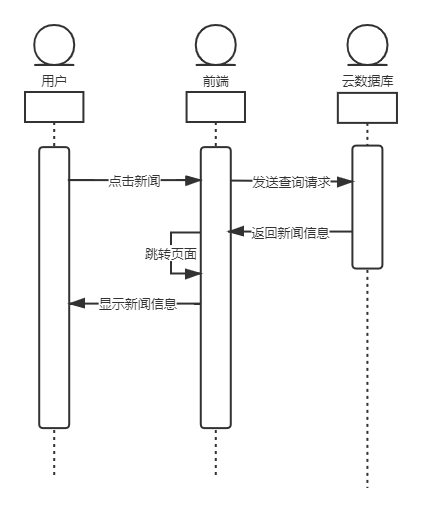 用户
前端
云数据库
点击新闻
发送查询请求
返回新闻信息
跳转页面
显示新闻信息